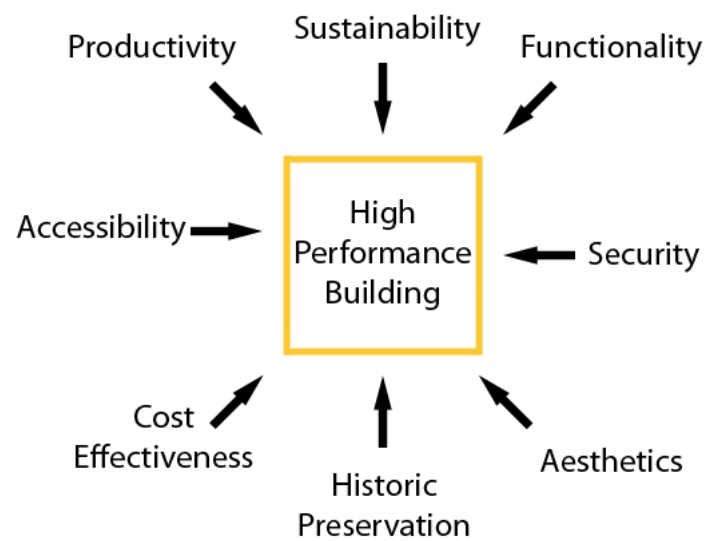 Sustainability
Productivity
Functionality
Accessibility
High
Performance
Building
Security
Cost
Effectiveness
Historic
Preservation
Aesthetics